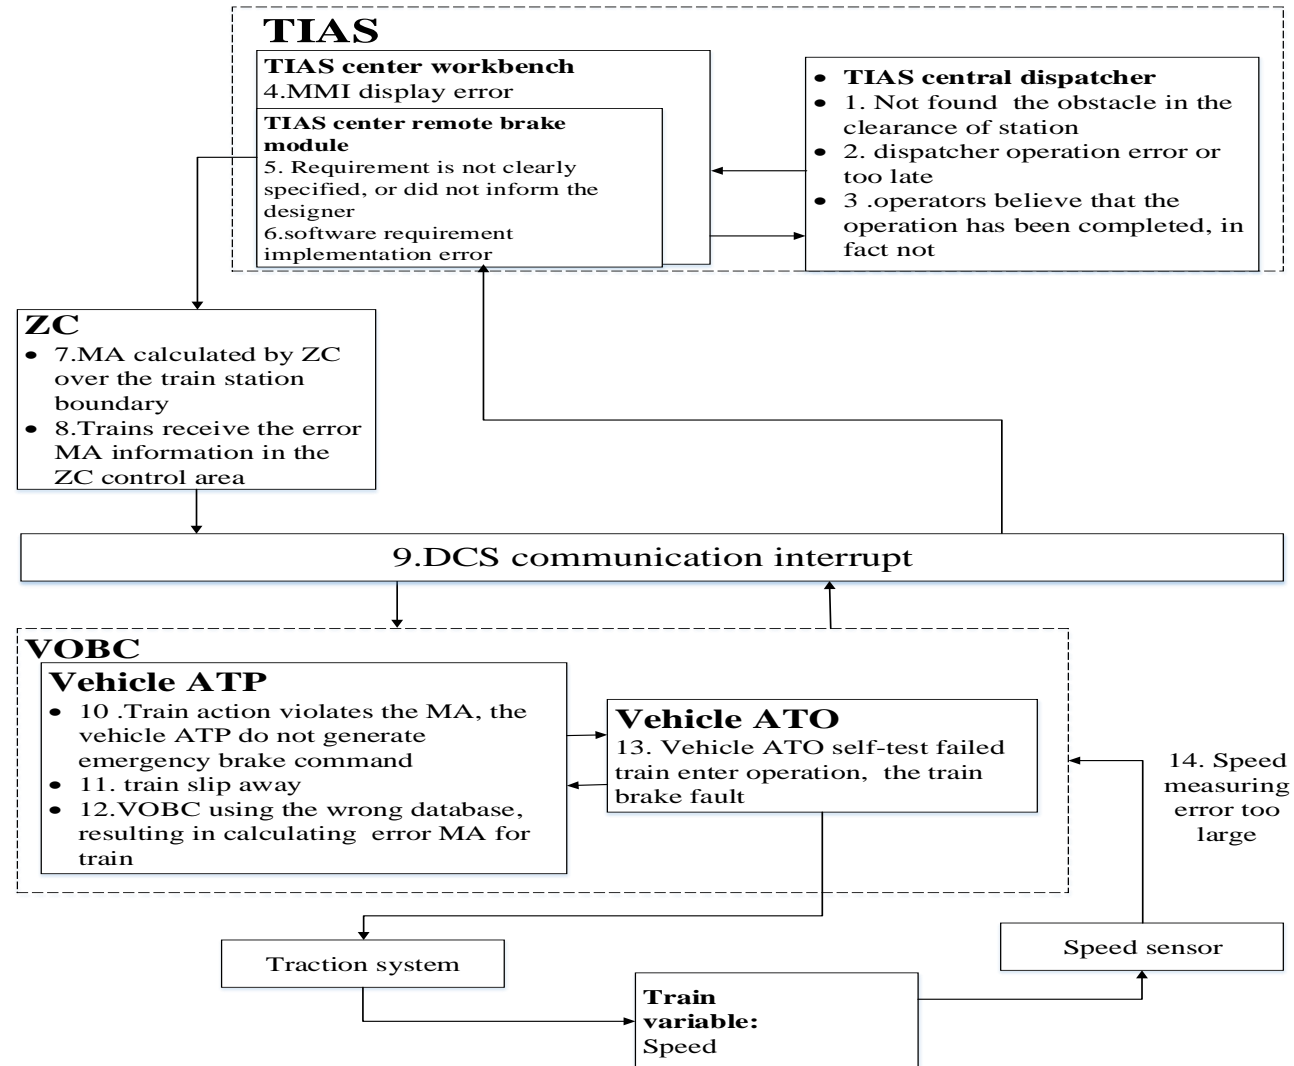 TIAS
TIAS center workbench
4.MMI display error
TIAS center remote brake
module
5. Requirement is not clearly
specified, or did not inform the
designer
6.software requirement
implementation error
• TIAS central dispatcher
• 1. Not found the obstacle in the
clearance of station
• 2. dispatcher operation error or
too late
• 3 .operators believe that the
operation has been completed, in
fact not
ZC
• 7.MA calculated by ZC
over the train station
boundary
• 8.Trains receive the error
MA information in the
ZC control area
9.DCS communication interrupt
VOBC
Vehicle ATP
• 10 .Train action violates the MA, the
vehicle ATP do not generate
emergency brake command
• 11. train slip away
• 12.VOBC using the wrong database,
resulting in calculating error MA for
train
Vehicle ATO
13. Vehicle ATO self-test failed
train enter operation, the train
brake fault
14. Speed
measuring
error too
large
Traction system
Speed sensor
Train
variable:
Speed